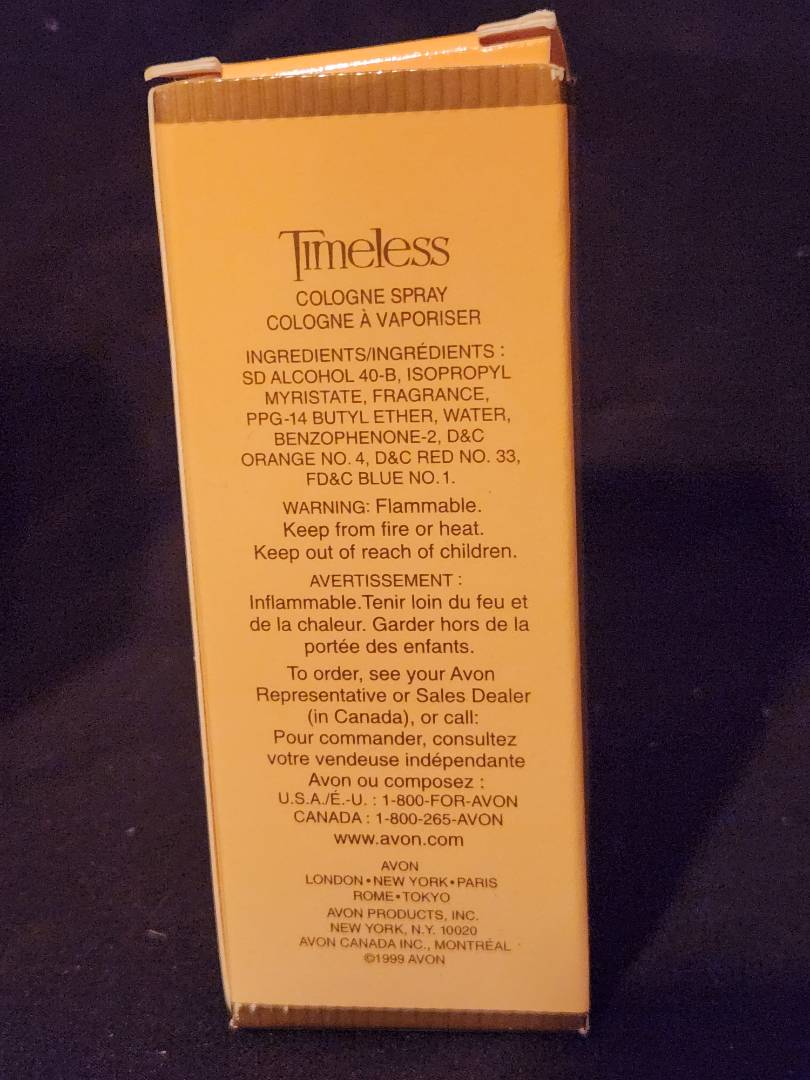 Timeless
COLOGNE SPRAY
COLOGNE À VAPORISER
INGREDIENTS/INGRÉDIENTS :
SD ALCOHOL 40-B, ISOPROPYL
MYRISTATE, FRAGRANCE,
PPG-14 BUTYL ETHER, WATER,
BENZOPHENONE-2, D&C
ORANGE NO. 4, D&C RED NO. 33,
FD&C BLUE NO. 1.
WARNING: Flammable.
Keep from fire or heat.
Keep out of reach of children.
AVERTISSEMENT :
Inflammable.Tenir loin du feu et
de la chaleur. Garder hors de la
portée des enfants.
To order, see your Avon
Representative or Sales Dealer
(in Canada), or call:
Pour commander, consultez
votre vendeuse indépendante
Avon ou composez :
U.S.A./É.-U. : 1-800-FOR-AVON
CANADA : 1-800-265-AVON
www.avon.com
AVON
LONDON•NEW YORK•PARIS
ROME•TOKYO
AVON PRODUCTS, INC.
NEW YORK, N.Y. 10020
AVON CANADA INC., MONTRÉAL
©1999 AVON